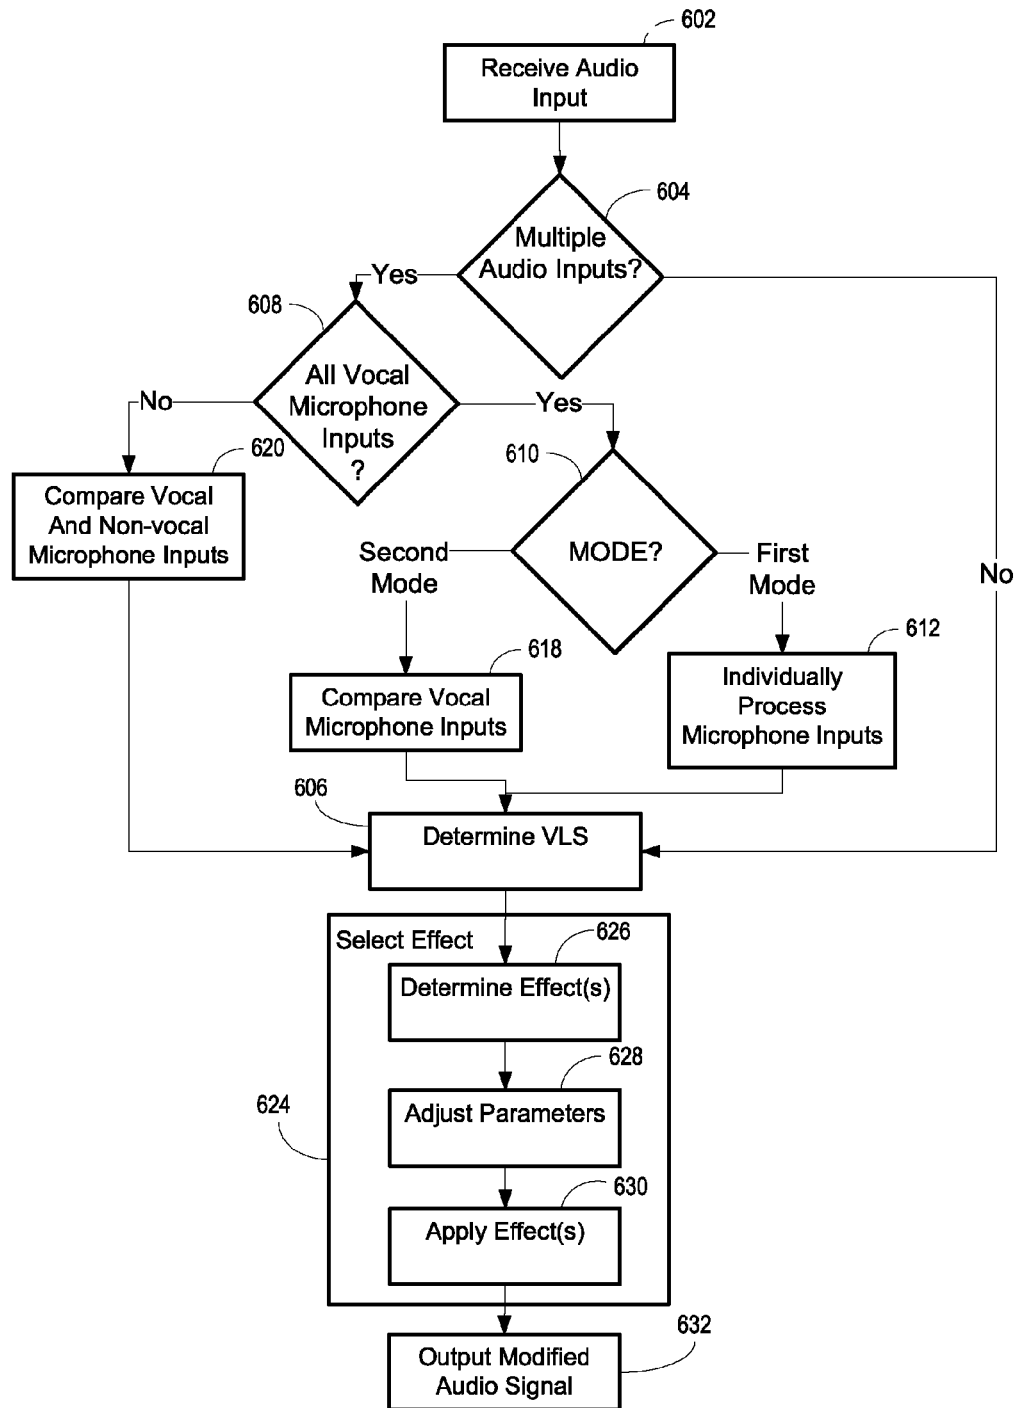 602
Receive Audio
Input
604
Multiple
Audio Inputs?
Yes
608
All Vocal
Microphone
Inputs
?
No
Yes
620
610
Compare Vocal
And Non-vocal
Microphone Inputs
MODE?
Second
Mode
First
Mode
No
618
612
Compare Vocal
Microphone Inputs
Individually
Process
Microphone Inputs
606
Determine VLS
Select Effect
626
Determine Effect(s)
628
Adjust Parameters
624
630
Apply Effect(s)
632
Output Modified
Audio Signal